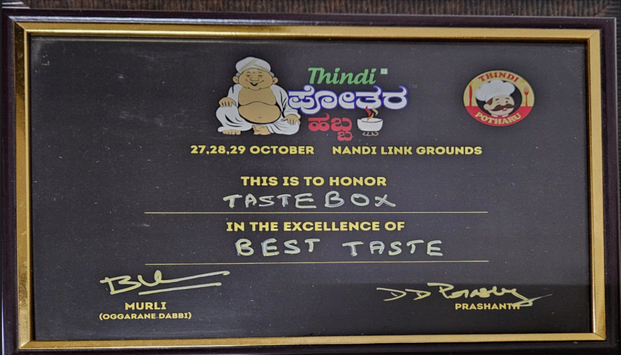 Thindi
ಪೋತರ
ಹಬ್ಬ
THINDI
POTHARU
27,28,29 OCTOBER NANDI LINK GROUNDS
THIS IS TO HONOR
TASTEBOX
IN THE EXCELLENCE OF
BEST TASTE
MURLI
(OGGARANE DABBI)
PRASHANTH